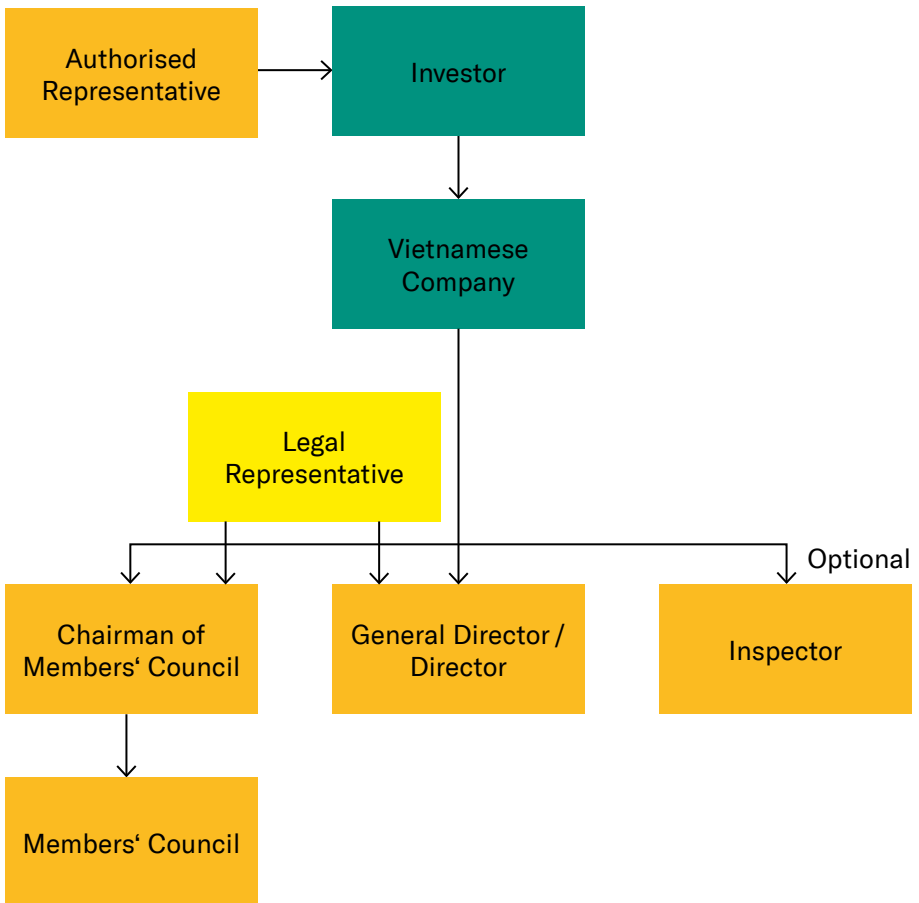 Authorised
Representative
Investor
Vietnamese
Company
Legal
Representative
Optional
Chairman of
Members‘ Council
General Director /
Director
Inspector
Members‘ Council